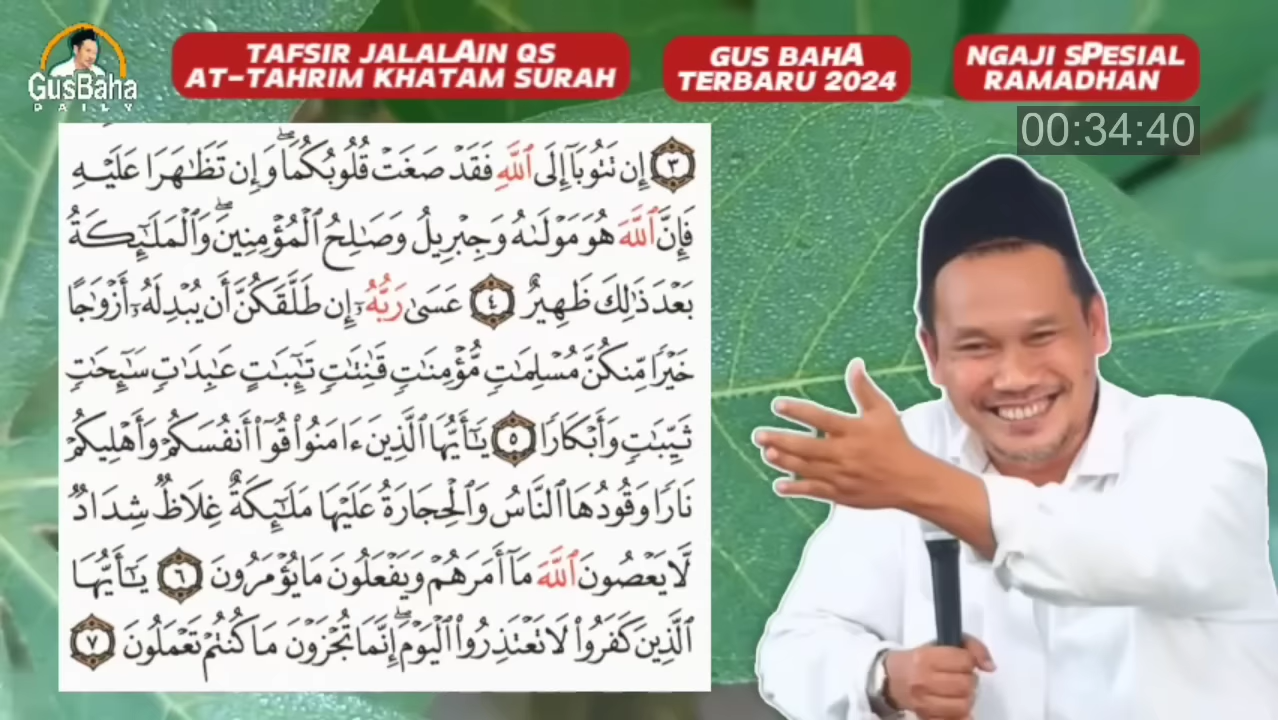 GusBaha
DAILY
TAFSIR JALALAIN QS
AT-TAHRIM KHATAM SURAH
GUS BAHA
TERBARU 2024
NGAJI SPESIAL
RAMADHAN
00:34:40
٣ إِن تَتُوبَآ إِلَى ٱللَّهِ فَقَدْ صَغَتْ قُلُوبُكُمَا ۖ وَإِن تَظَٰهَرَا عَلَيْهِ
فَإِنَّ ٱللَّهَ هُوَ مَوْلَىٰهُ وَجِبْرِيلُ وَصَٰلِحُ ٱلْمُؤْمِنِينَ ۖ وَٱلْمَلَٰٓئِكَةُ
بَعْدَ ذَٰلِكَ ظَهِيرٌ ٤ عَسَىٰ رَبُّهُۥٓ إِن طَلَّقَكُنَّ أَن يُبْدِلَهُۥٓ أَزْوَٰجًا
خَيْرًا مِّنكُنَّ مُسْلِمَٰتٍ مُّؤْمِنَٰتٍ قَٰنِتَٰتٍ تَٰٓئِبَٰتٍ عَٰبِدَٰتٍ سَٰٓئِحَٰتٍ
ثَيِّبَٰتٍ وَأَبْكَارًا ٥ يَٰٓأَيُّهَا ٱلَّذِينَ ءَامَنُوا۟ قُوٓا۟ أَنفُسَكُمْ وَأَهْلِيكُمْ
نَارًا وَقُودُهَا ٱلنَّاسُ وَٱلْحِجَارَةُ عَلَيْهَا مَلَٰٓئِكَةٌ غِلَاظٌ شِدَادٌ
لَّا يَعْصُونَ ٱللَّهَ مَآ أَمَرَهُمْ وَيَفْعَلُونَ مَا يُؤْمَرُونَ ٦ يَٰٓأَيُّهَا
ٱلَّذِينَ كَفَرُوا۟ لَا تَعْتَذِرُوا۟ ٱلْيَوْمَ ۖ إِنَّمَا تُجْزَوْنَ مَا كُنتُمْ تَعْمَلُونَ ٧